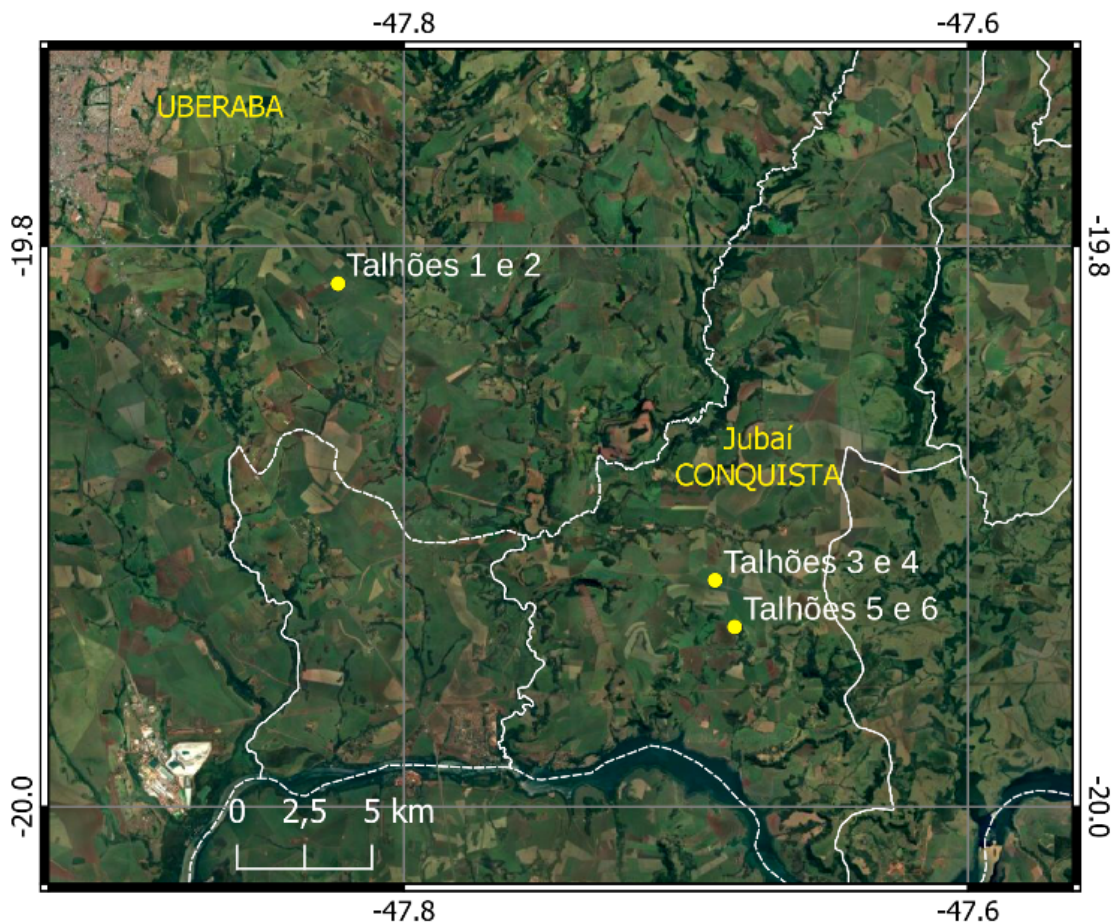 -47.8
-47.6
UBERABA
-19.8
-19.8
Talhões 1 e 2
Jubaí
CONQUISTA
Talhões 3 e 4
Talhões 5 e 6
-20.0
-20.0
0 2,5 5 km
-47.8
-47.6